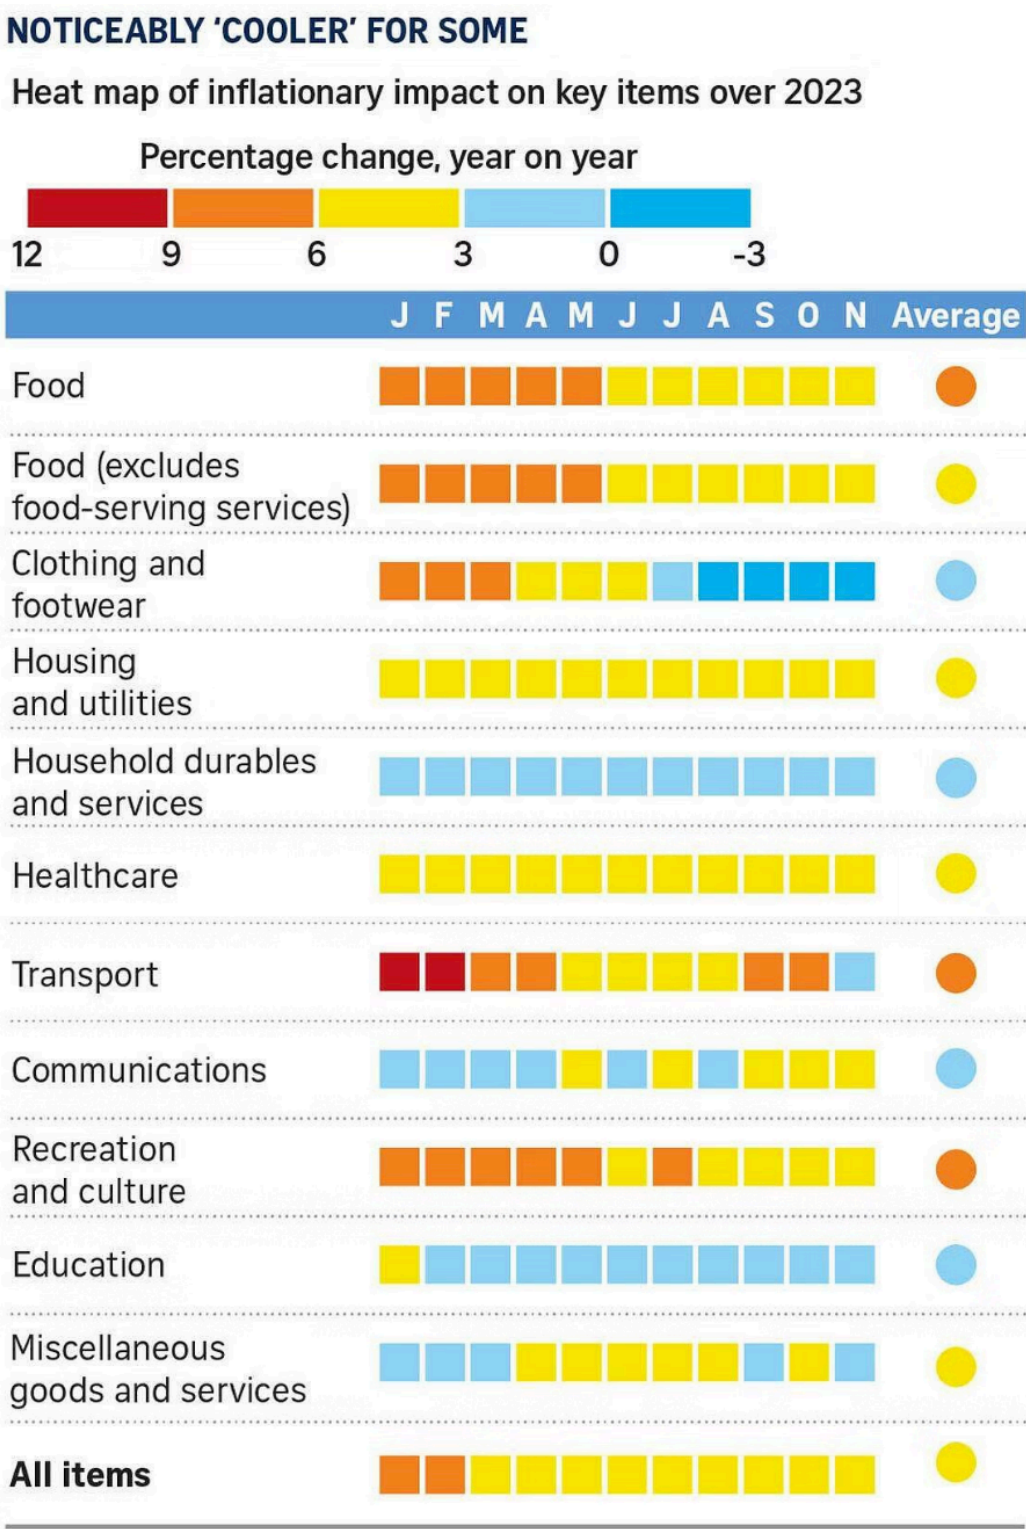 NOTICEABLY ‘COOLER’ FOR SOME
Heat map of inflationary impact on key items over 2023
Percentage change, year on year
12 9 6 3 0 -3
J F M A M J J A S O N Average
Food
Food (excludes
food-serving services)
Clothing and
footwear
Housing
and utilities
Household durables
and services
Healthcare
Transport
Communications
Recreation
and culture
Education
Miscellaneous
goods and services
All items